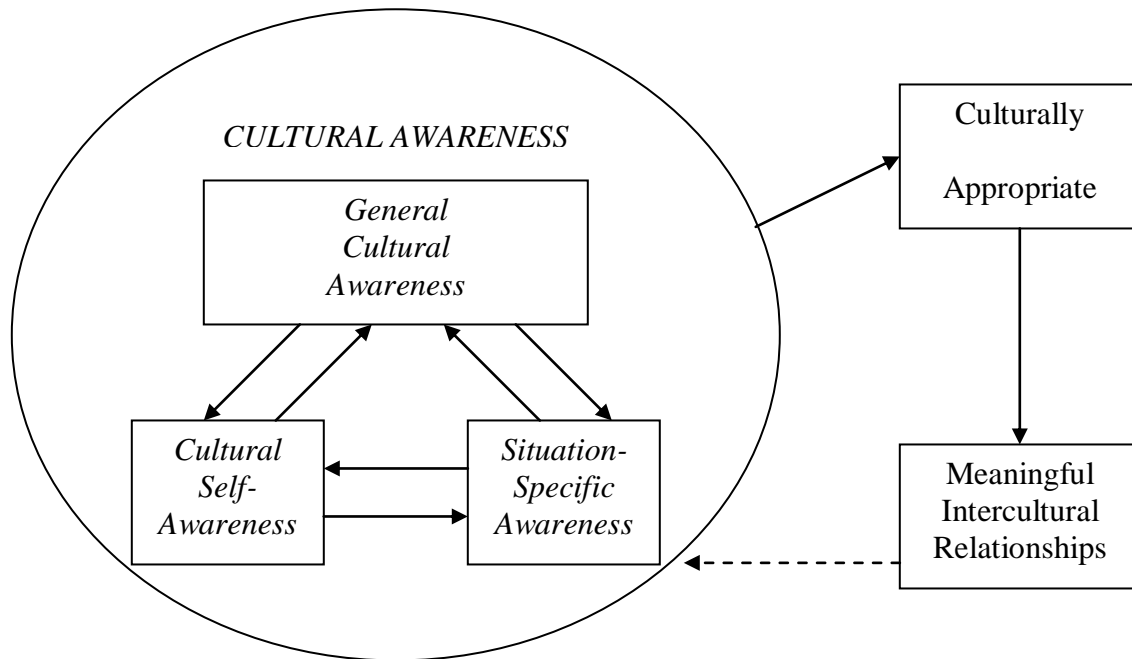 CULTURAL AWARENESS
General
Cultural
Awareness
Cultural
Self-
Awareness
Situation-
Specific
Awareness
Culturally
Appropriate
Meaningful
Intercultural
Relationships